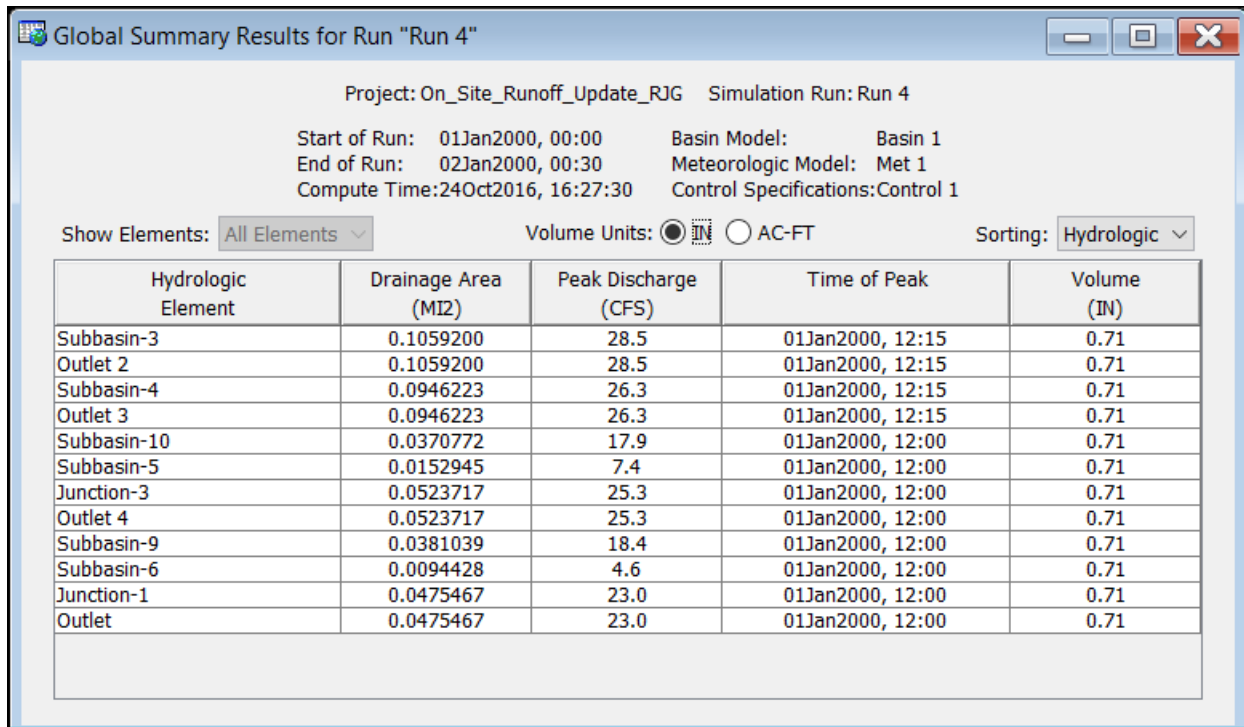 Global Summary Results for Run "Run 4"
Project: On_Site_Runoff_Update_RJG Simulation Run: Run 4
Start of Run: 01Jan2000, 00:00 Basin Model: Basin 1
End of Run: 02Jan2000, 00:30 Meteorologic Model: Met 1
Compute Time:24Oct2016, 16:27:30 Control Specifications:Control 1
Show Elements: All Elements Volume Units: IN AC-FT Sorting: Hydrologic
Hydrologic Drainage Area Peak Discharge Time of Peak Volume
Element (MI2) (CFS) (IN)
Subbasin-3 0.1059200 28.5 01Jan2000, 12:15 0.71
Outlet 2 0.1059200 28.5 01Jan2000, 12:15 0.71
Subbasin-4 0.0946223 26.3 01Jan2000, 12:15 0.71
Outlet 3 0.0946223 26.3 01Jan2000, 12:15 0.71
Subbasin-10 0.0370772 17.9 01Jan2000, 12:00 0.71
Subbasin-5 0.0152945 7.4 01Jan2000, 12:00 0.71
Junction-3 0.0523717 25.3 01Jan2000, 12:00 0.71
Outlet 4 0.0523717 25.3 01Jan2000, 12:00 0.71
Subbasin-9 0.0381039 18.4 01Jan2000, 12:00 0.71
Subbasin-6 0.0094428 4.6 01Jan2000, 12:00 0.71
Junction-1 0.0475467 23.0 01Jan2000, 12:00 0.71
Outlet 0.0475467 23.0 01Jan2000, 12:00 0.71